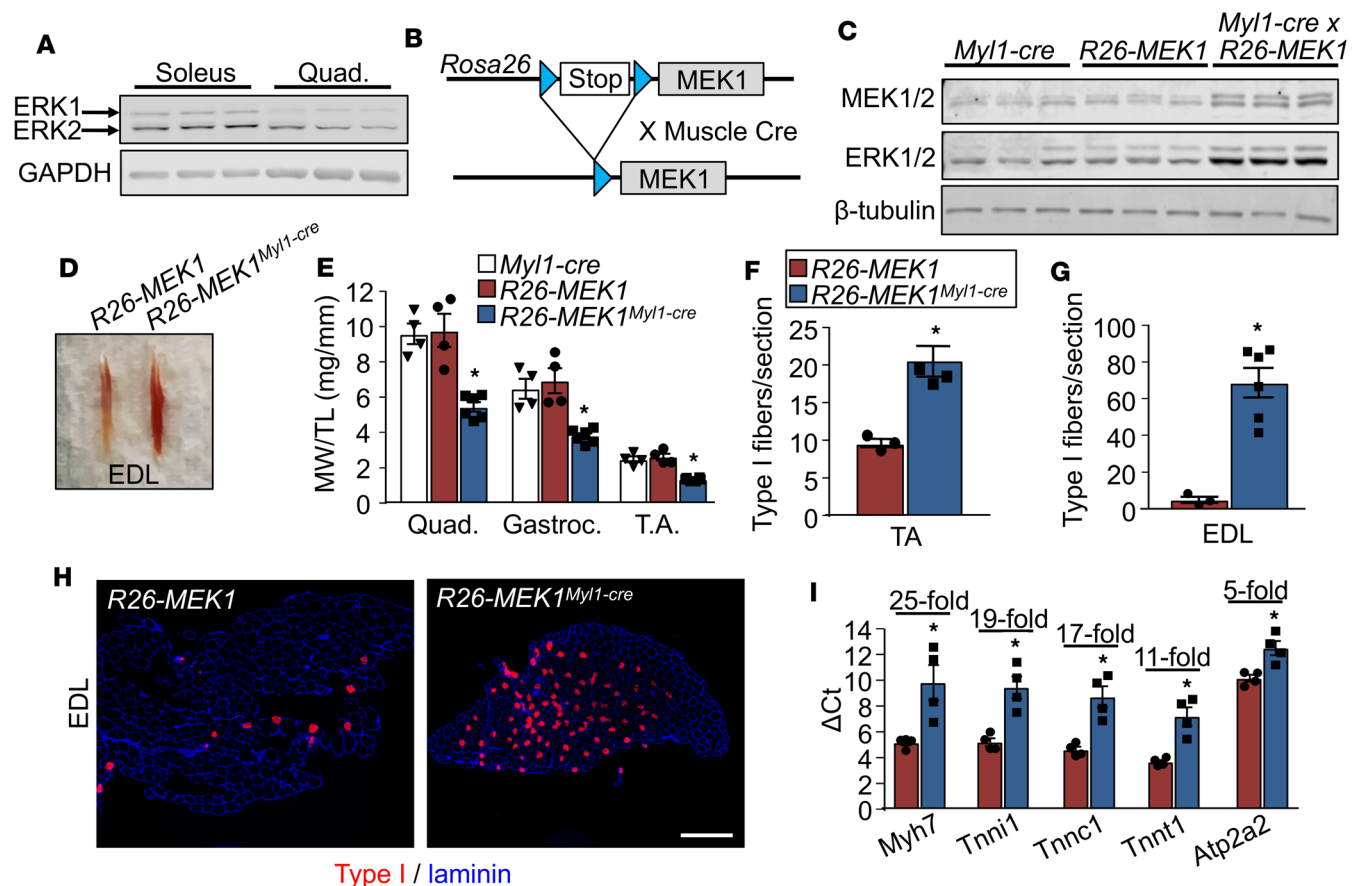 A
Soleus Quad.
ERK1
ERK2
GAPDH
B
Rosa26 Stop MEK1
X Muscle Cre
MEK1
C
Myl1-cre R26-MEK1 Myl1-cre x R26-MEK1
MEK1/2
ERK1/2
β-tubulin
D
R26-MEK1
R26-MEK1Myl1-cre
EDL
E
Myl1-cre
R26-MEK1
R26-MEK1Myl1-cre
MW/TL (mg/mm)
12
10
8
6
4
2
0
* * *
Quad. Gastroc. T.A.
F
R26-MEK1
R26-MEK1Myl1-cre
Type I fibers/section
25
20
15
10
5
0
*
TA
G
Type I fibers/section
100
80
60
40
20
0
*
EDL
H
R26-MEK1 R26-MEK1Myl1-cre
EDL
Type I / laminin
I
25-fold 19-fold 17-fold 11-fold 5-fold
* * * * *
ΔCt
14
12
10
8
6
4
2
0
Myh7 Tnni1 Tnnc1 Tnnt1 Atp2a2